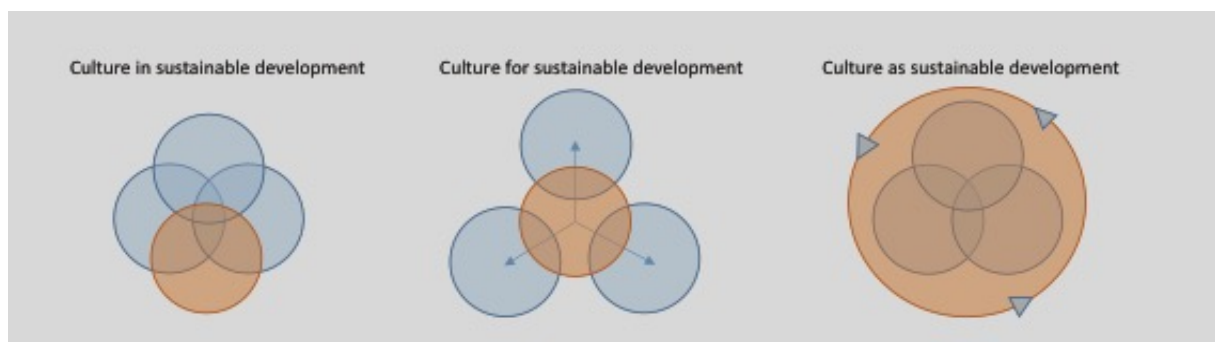 Culture in sustainable development
Culture for sustainable development
Culture as sustainable development